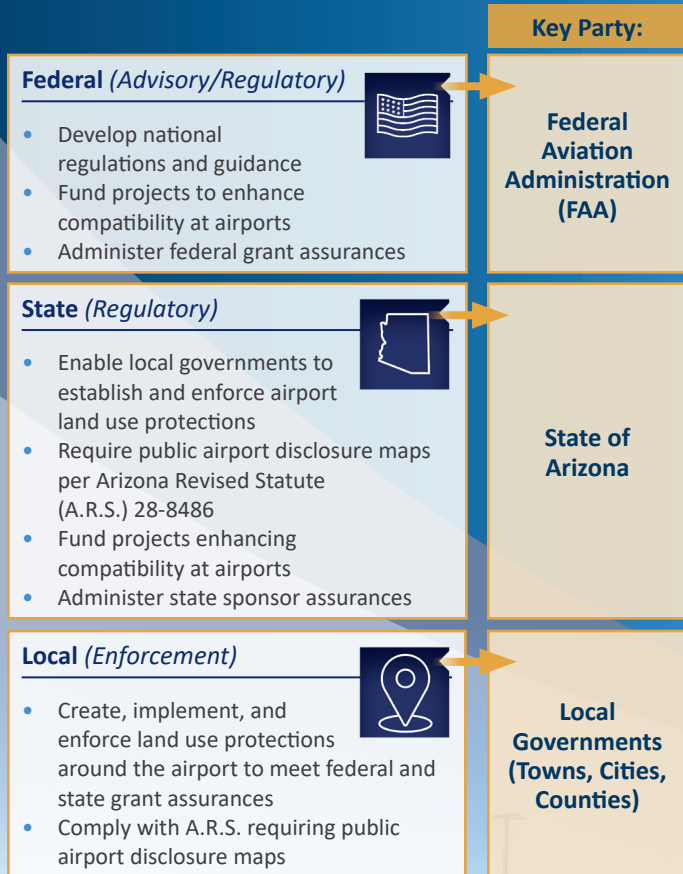 Key Party:
Federal (Advisory/Regulatory)
• Develop national
regulations and guidance
• Fund projects to enhance
compatibility at airports
• Administer federal grant assurances
Federal
Aviation
Administration
(FAA)
State (Regulatory)
• Enable local governments to
establish and enforce airport
land use protections
• Require public airport disclosure maps
per Arizona Revised Statute
(A.R.S.) 28-8486
• Fund projects enhancing
compatibility at airports
• Administer state sponsor assurances
State of
Arizona
Local (Enforcement)
• Create, implement, and
enforce land use protections
around the airport to meet federal and
state grant assurances
• Comply with A.R.S. requiring public
airport disclosure maps
Local
Governments
(Towns, Cities,
Counties)